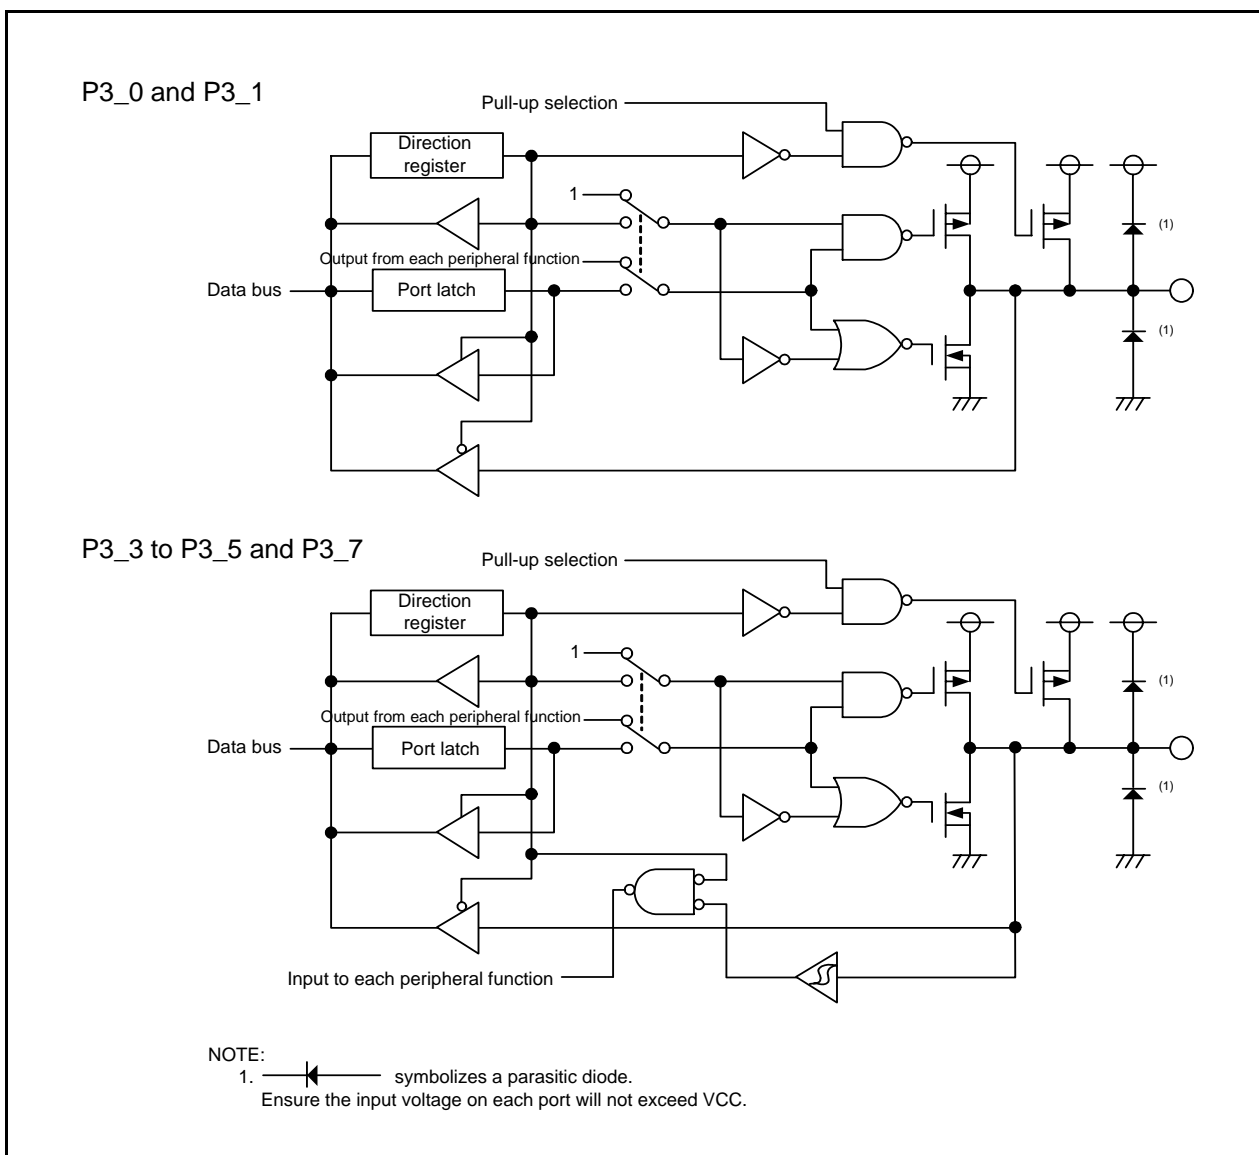 P3_0 and P3_1
Pull-up selection
Direction
register
1
(1)
Output from each peripheral function
Data bus
Port latch
(1)
P3_3 to P3_5 and P3_7
Pull-up selection
Direction
register
1
(1)
Output from each peripheral function
Data bus
Port latch
(1)
Input to each peripheral function
NOTE:
1. symbolizes a parasitic diode.
Ensure the input voltage on each port will not exceed VCC.